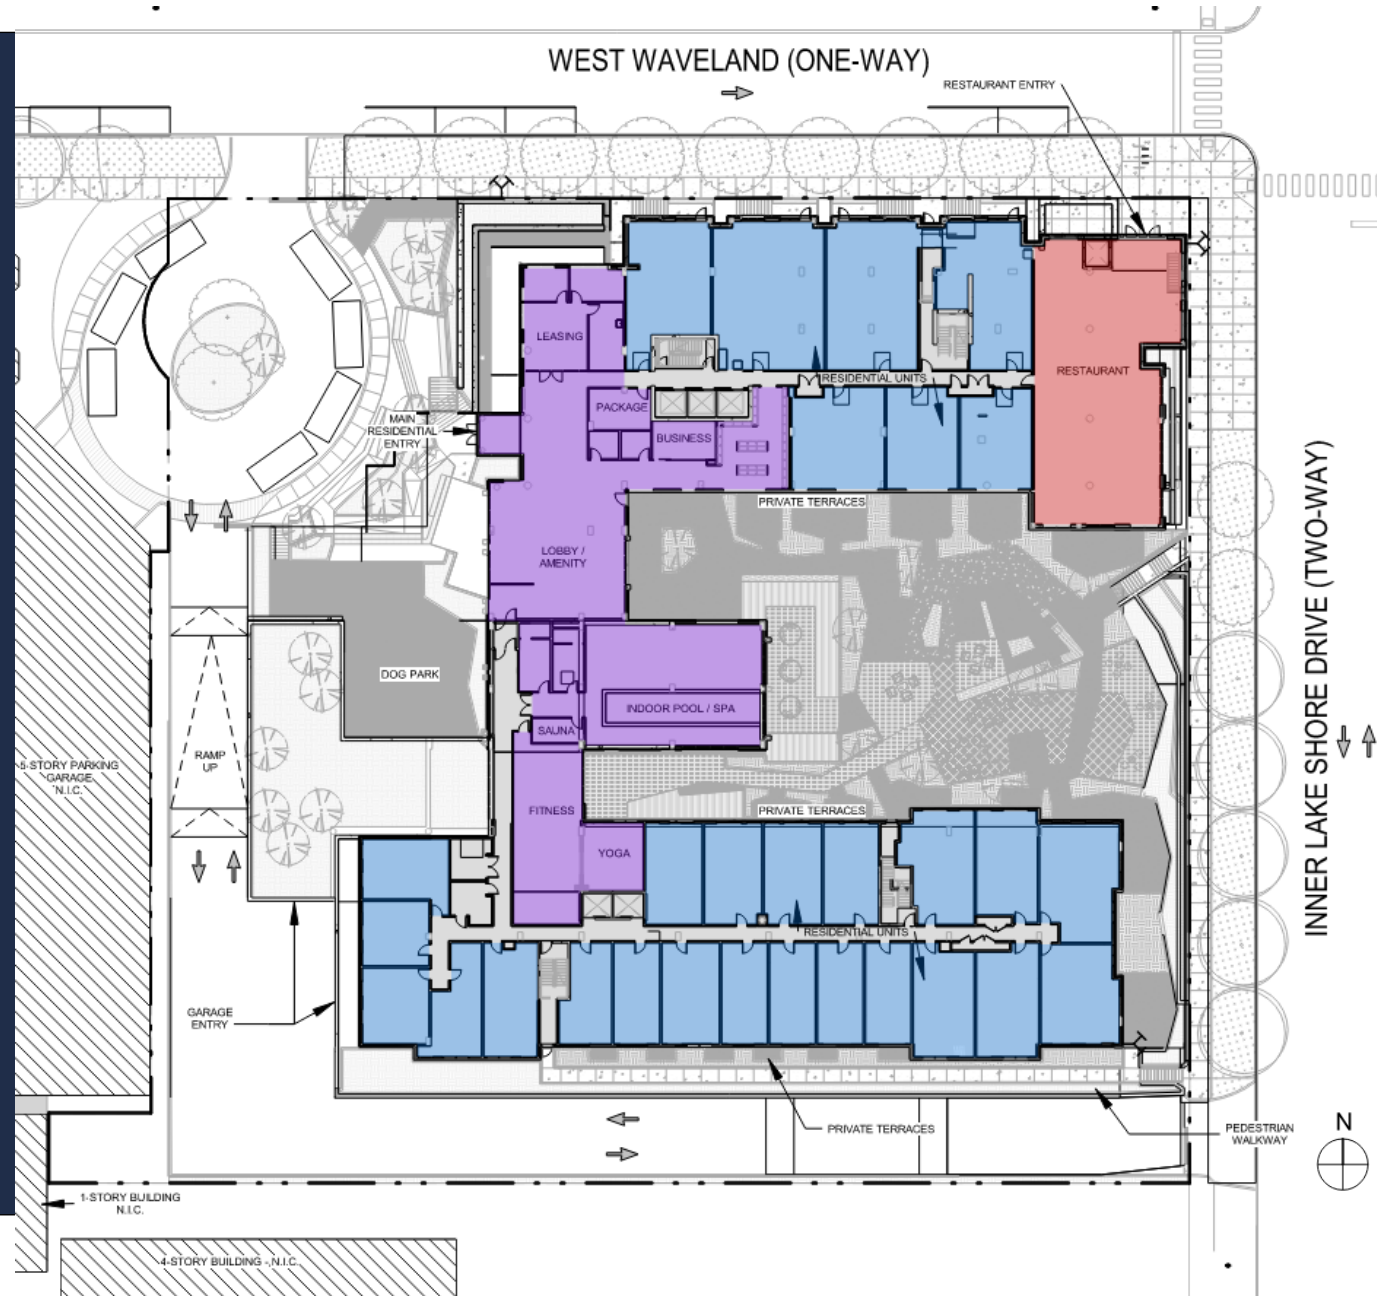 WEST WAVELAND (ONE-WAY)
RESTAURANT ENTRY
LEASING
RESIDENTIAL UNITS
RESTAURANT
PACKAGE
MAIN
RESIDENTIAL
ENTRY
BUSINESS
PRIVATE TERRACES
LOBBY /
AMENITY
INNER LAKE SHORE DRIVE (TWO-WAY)
DOG PARK
INDOOR POOL / SPA
SAUNA
RAMP
UP
5-STORY PARKING
GARAGE
N.I.C.
FITNESS
PRIVATE TERRACES
YOGA
RESIDENTIAL UNITS
GARAGE
ENTRY
PRIVATE TERRACES
PEDESTRIAN
WALKWAY
N
1-STORY BUILDING
N.I.C.
4-STORY BUILDING - N.I.C.